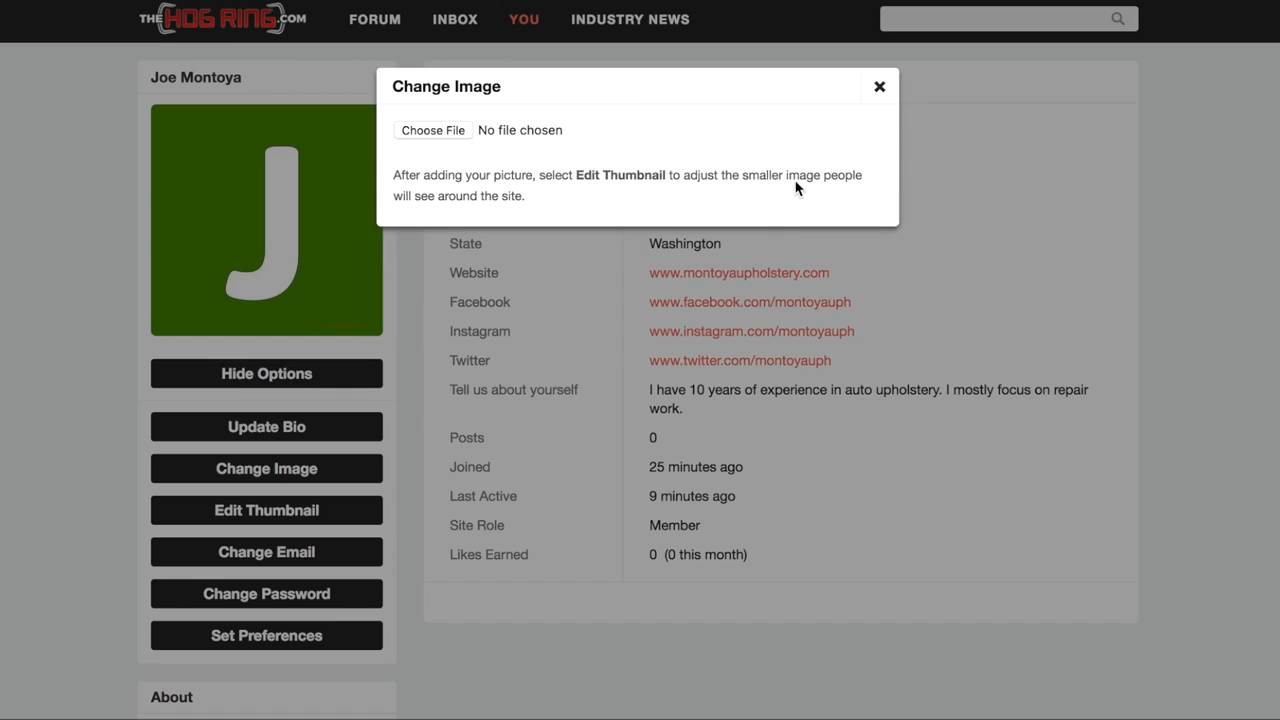 THE HOG RING .COM
FORUM INBOX YOU INDUSTRY NEWS
Joe Montoya
J
Hide Options
Update Bio
Change Image
Edit Thumbnail
Change Email
Change Password
Set Preferences
About
Change Image
Choose File No file chosen
After adding your picture, select Edit Thumbnail to adjust the smaller image people
will see around the site.
State Washington
Website www.montoyaupholstery.com
Facebook www.facebook.com/montoyauph
Instagram www.instagram.com/montoyauph
Twitter www.twitter.com/montoyauph
Tell us about yourself I have 10 years of experience in auto upholstery. I mostly focus on repair
work.
Posts 0
Joined 25 minutes ago
Last Active 9 minutes ago
Site Role Member
Likes Earned 0 (0 this month)